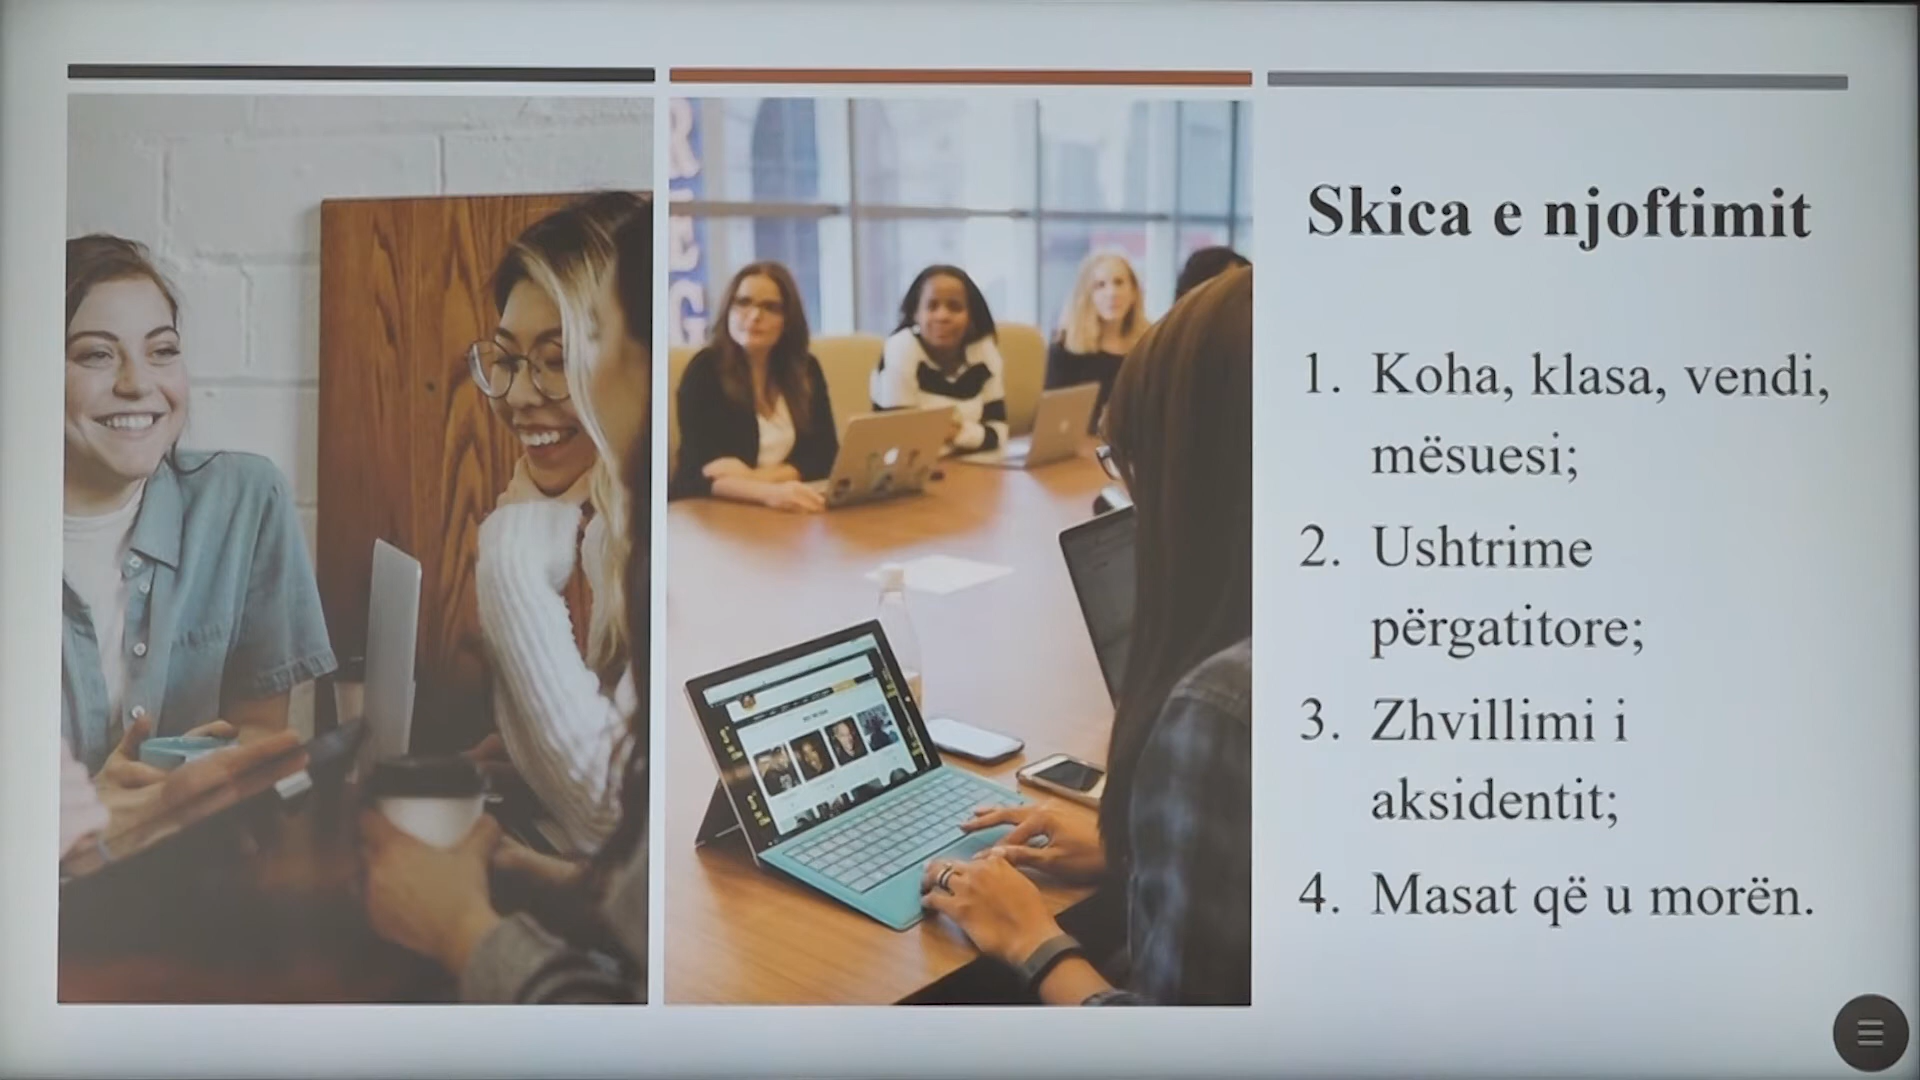 Skica e njoftimit
1. Koha, klasa, vendi,
mësuesi;
2. Ushtrime
përgatitore;
3. Zhvillimi i
aksidentit;
4. Masat që u morën.